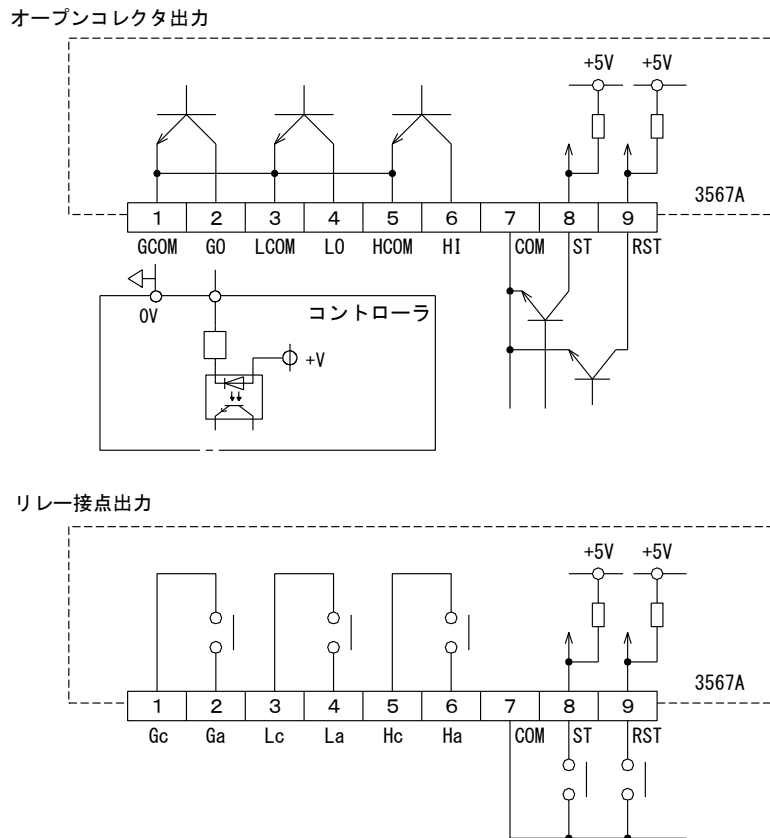 オープンコレクタ出力
+5V +5V
3567A
1 2 3 4 5 6 7 8 9
GCOM GO LCOM LO HCOM HI COM ST RST
0V
コントローラ
+V
リレー接点出力
+5V +5V
3567A
1 2 3 4 5 6 7 8 9
Gc Ga Lc La Hc Ha COM ST RST